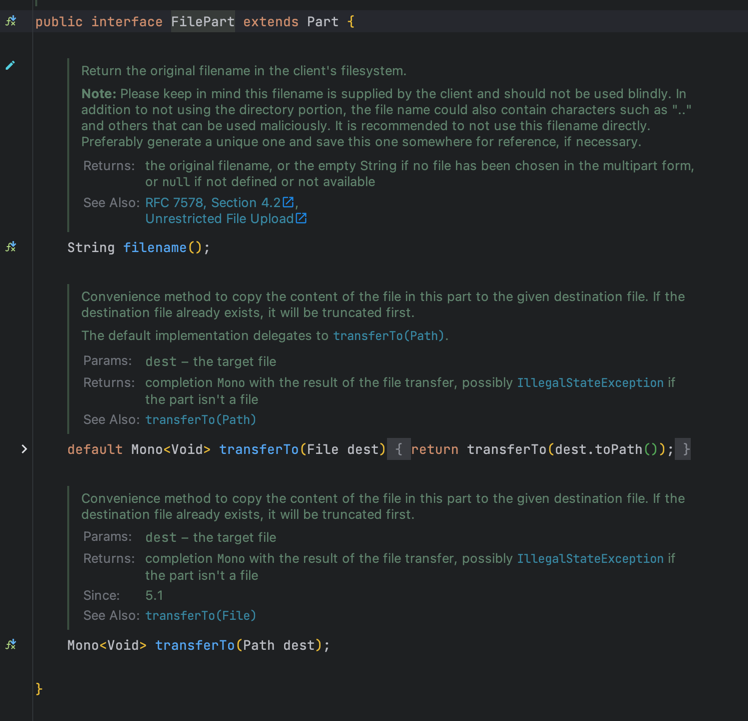 public interface FilePart extends Part {
Return the original filename in the client's filesystem.
Note: Please keep in mind this filename is supplied by the client and should not be used blindly. In
addition to not using the directory portion, the file name could also contain characters such as ".."
and others that can be used maliciously. It is recommended to not use this filename directly.
Preferably generate a unique one and save this one somewhere for reference, if necessary.
Returns: the original filename, or the empty String if no file has been chosen in the multipart form,
or null if not defined or not available
See Also: RFC 7578, Section 4.2,
Unrestricted File Upload
String filename();
Convenience method to copy the content of the file in this part to the given destination file. If the
destination file already exists, it will be truncated first.
The default implementation delegates to transferTo(Path).
Params: dest – the target file
Returns: completion Mono with the result of the file transfer, possibly IllegalStateException if
the part isn't a file
See Also: transferTo(Path)
default Mono<Void> transferTo(File dest) { return transferTo(dest.toPath()); }
Convenience method to copy the content of the file in this part to the given destination file. If the
destination file already exists, it will be truncated first.
Params: dest – the target file
Returns: completion Mono with the result of the file transfer, possibly IllegalStateException if
the part isn't a file
Since: 5.1
See Also: transferTo(File)
Mono<Void> transferTo(Path dest);
}